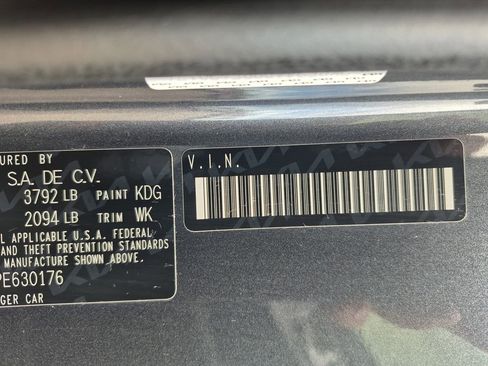 URED BY
S.A. DE C.V.
3792 LB PAINT KDG
2094 LB TRIM WK
L APPLICABLE U.S.A. FEDERAL
AND THEFT PREVENTION STANDARDS
MANUFACTURE SHOWN ABOVE.
PE630176
GER CAR
V.I.N.